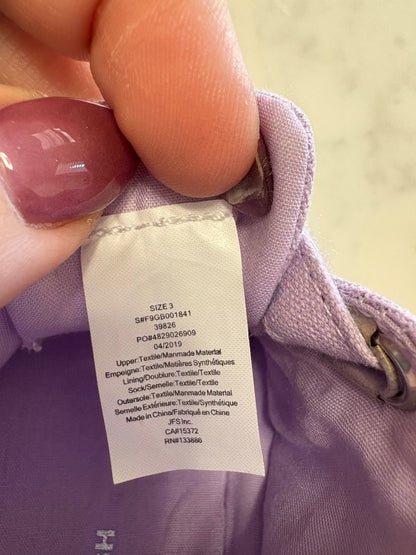 SIZE 3
S#F9GB001841
39826
PO#4829026909
04/2019
Upper:Textile/Manmade Material
Empeigne:Textile/Matières Synthétiques
Lining/Doublure:Textile/Textile
Sock/Semelle:Textile/Textile
Outersole:Textile/Manmade Material
Semelle Extérieure:Textile/Synthétique
Made in China/Fabriqué en Chine
JFS Inc.
CA#15372
RN#133886